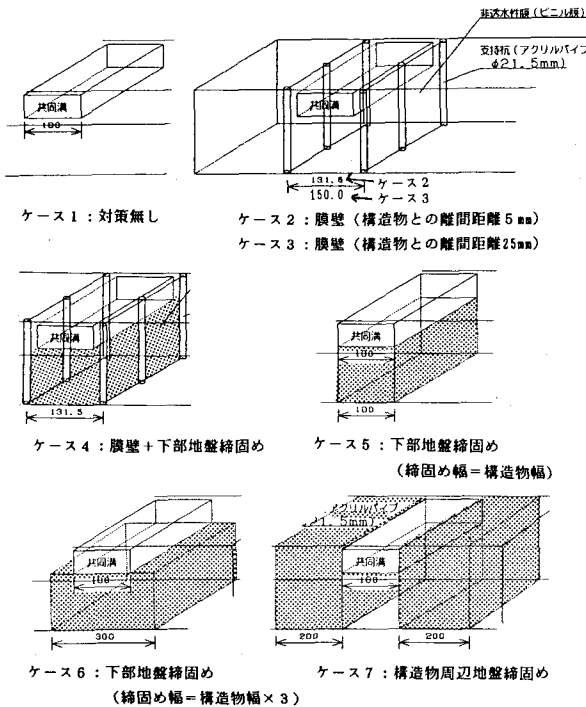 非透水性膜(ビニル膜)
支持杭(アクリルパイプ
φ21.5mm)
共同溝
100
共同溝
131.5
ケース2
150.0
ケース3
ケース1:対策無し
ケース2:膜壁(構造物との離間距離5mm)
ケース3:膜壁(構造物との離間距離25mm)
共同溝
131.5
共同溝
100
100
ケース4:膜壁+下部地盤締固め
ケース5:下部地盤締固め
(締固め幅=構造物幅)
共同溝
100
300
アクリルパイプ
21.5mm)
共同溝
100
200
200
ケース6:下部地盤締固め
(締固め幅=構造物幅×3)
ケース7:構造物周辺地盤締固め